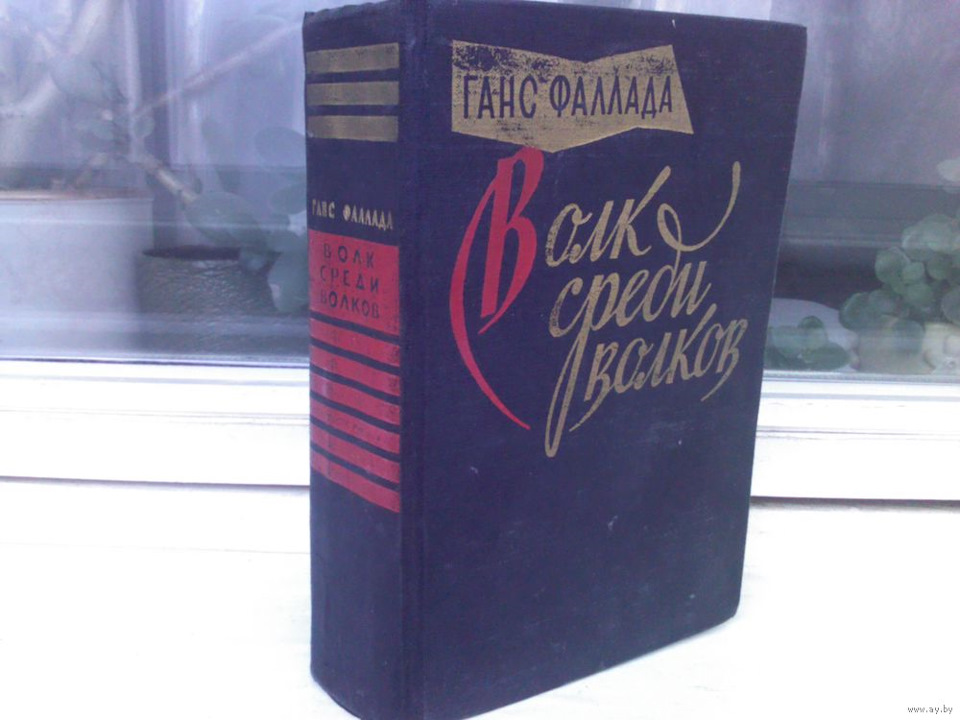 ГАНС ФАЛЛАДА
Волк
среди
волков
ГАНС ФАЛЛАДА
ВОЛК
СРЕДИ
ВОЛКОВ
www.ay.by